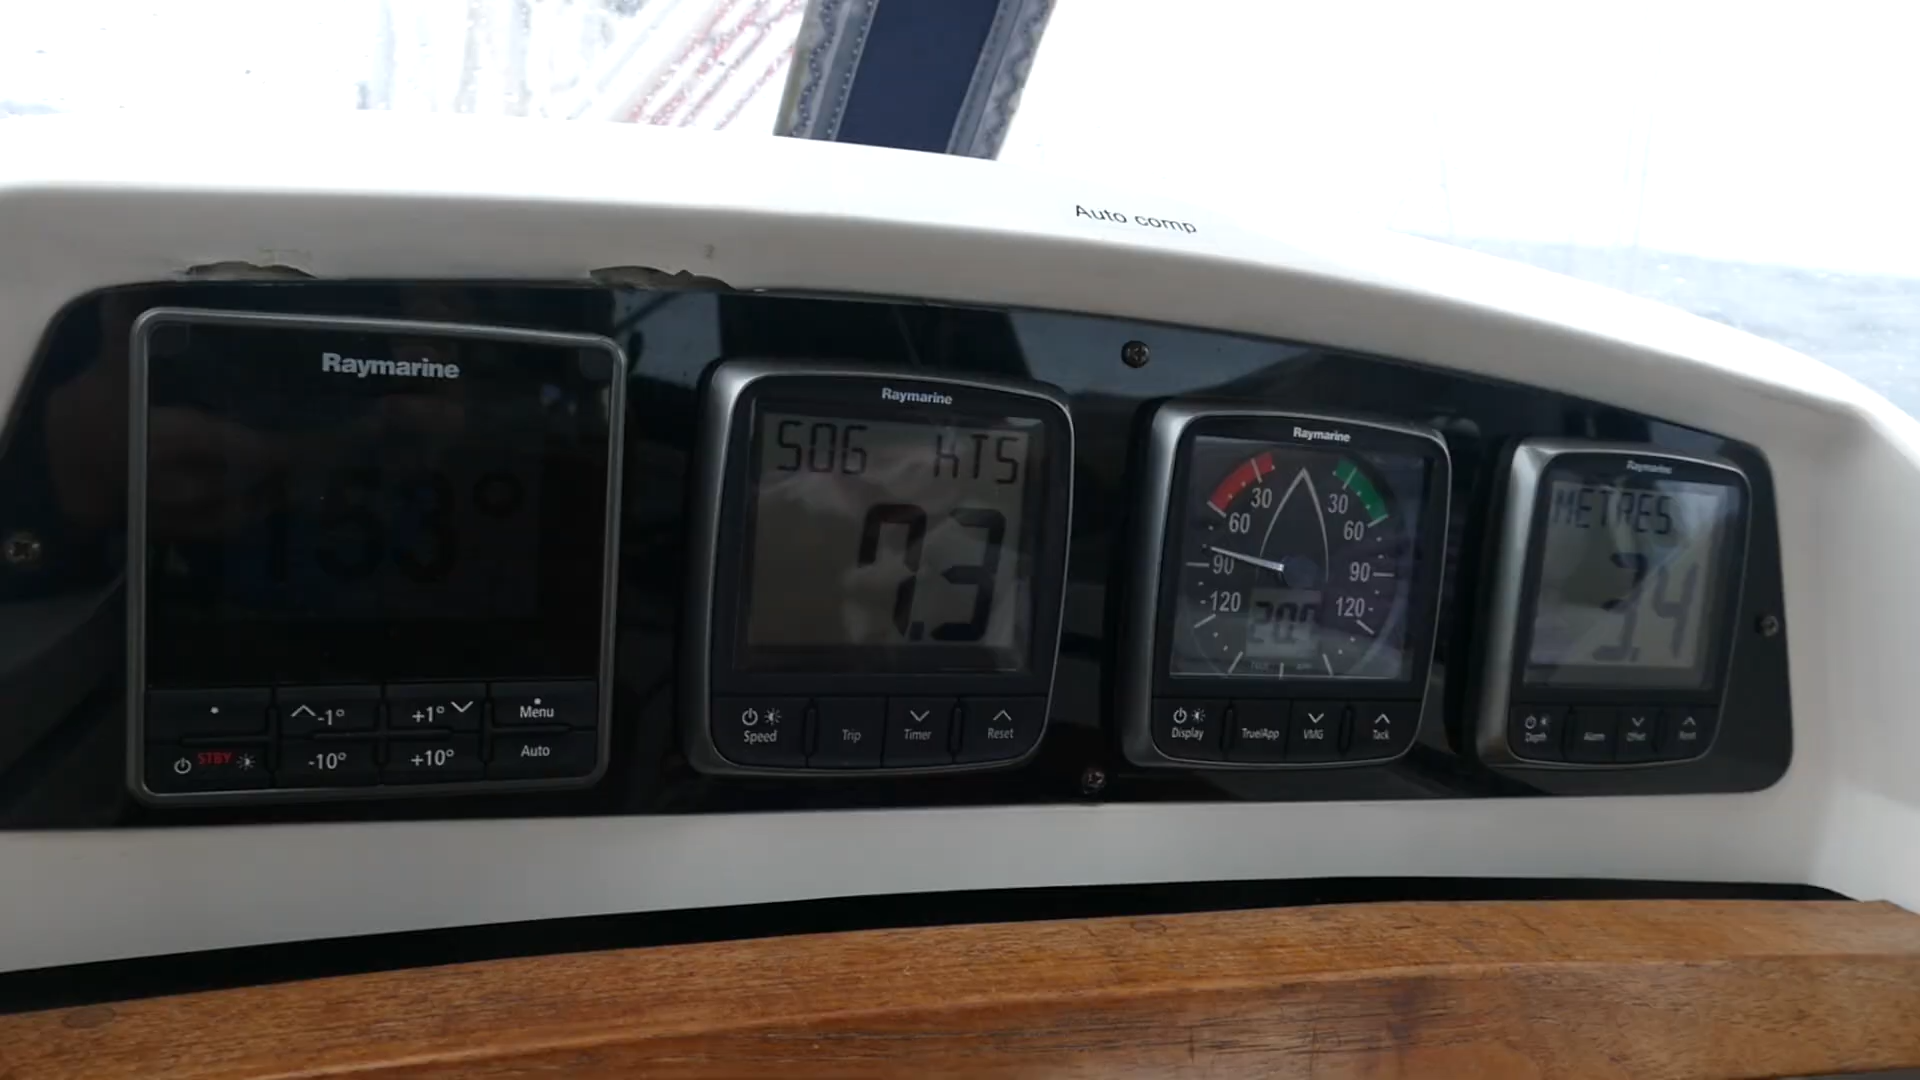 Auto comp
Raymarine
153°
-1°
+1°
Menu
STBY
-10°
+10°
Auto
Raymarine
SOG KTS
7.3
Speed
Trip
Timer
Reset
Raymarine
30 30
60 60
90 90
120 120
Display
True/App
VMG
Tack
Raymarine
METRES
3.4
Depth
Alarm
Offset
Reset